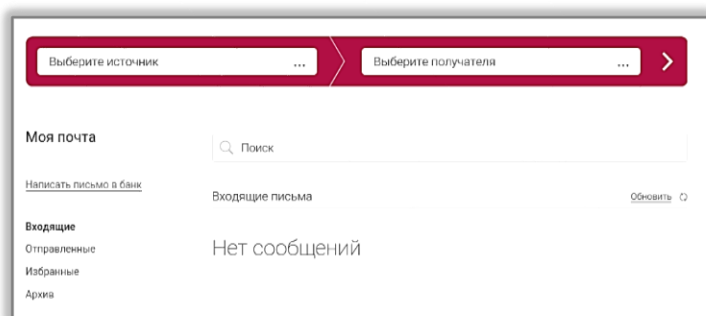 Выберите источник ...
Выберите получателя ...
Моя почта
Поиск
Написать письмо в банк
Входящие письма
Обновить
Входящие
Нет сообщений
Отправленные
Избранные
Архив